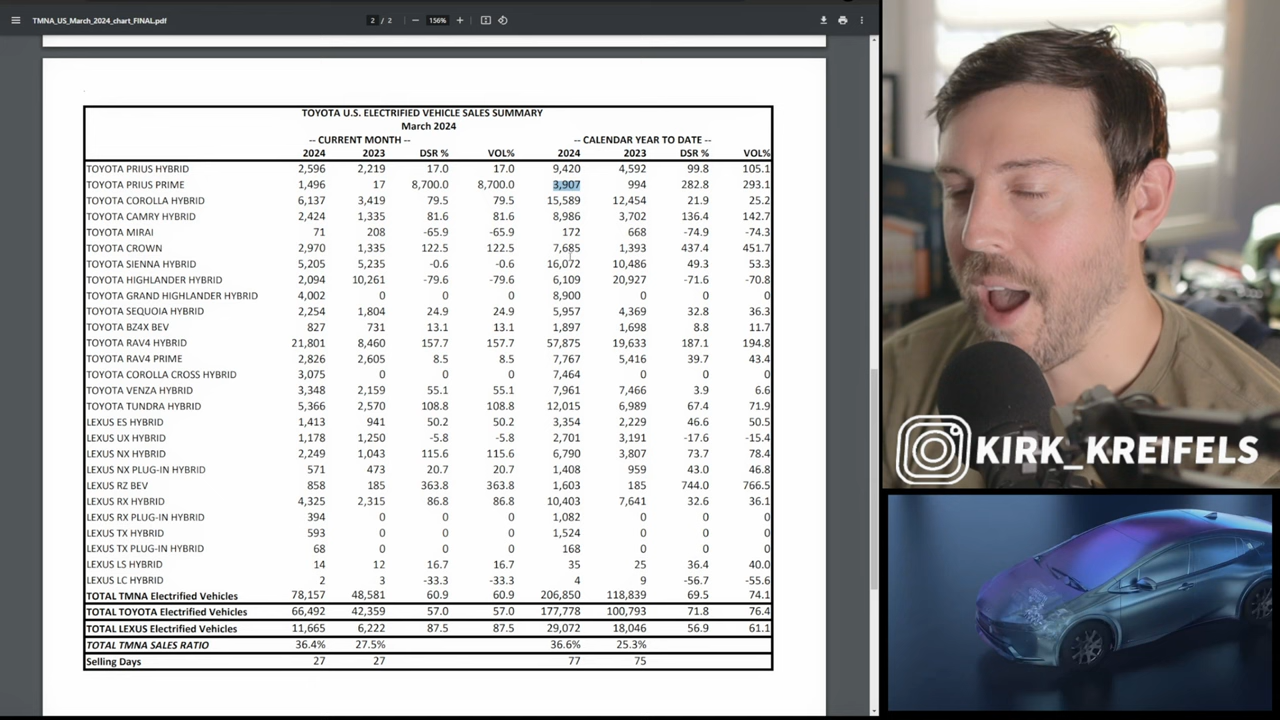 TMNA_US_March_2024_chart_FINAL.pdf 2 / 2 156%
TOYOTA U.S. ELECTRIFIED VEHICLE SALES SUMMARY
March 2024
-- CURRENT MONTH -- -- CALENDAR YEAR TO DATE --
2024 2023 DSR % VOL% 2024 2023 DSR % VOL%
TOYOTA PRIUS HYBRID 2,596 2,219 17.0 17.0 9,420 4,592 99.8 105.1
TOYOTA PRIUS PRIME 1,496 17 8,700.0 8,700.0 3,907 994 282.8 293.1
TOYOTA COROLLA HYBRID 6,137 3,419 79.5 79.5 15,589 12,454 21.9 25.2
TOYOTA CAMRY HYBRID 2,424 1,335 81.6 81.6 8,986 3,702 136.4 142.7
TOYOTA MIRAI 71 208 -65.9 -65.9 172 668 -74.9 -74.3
TOYOTA CROWN 2,970 1,335 122.5 122.5 7,685 1,393 437.4 451.7
TOYOTA SIENNA HYBRID 5,205 5,235 -0.6 -0.6 16,072 10,486 49.3 53.3
TOYOTA HIGHLANDER HYBRID 2,094 10,261 -79.6 -79.6 6,109 20,927 -71.6 -70.8
TOYOTA GRAND HIGHLANDER HYBRID 4,002 0 0 0 8,900 0 0 0
TOYOTA SEQUOIA HYBRID 2,254 1,804 24.9 24.9 5,957 4,369 32.8 36.3
TOYOTA BZ4X BEV 827 731 13.1 13.1 1,897 1,698 8.8 11.7
TOYOTA RAV4 HYBRID 21,801 8,460 157.7 157.7 57,875 19,633 187.1 194.8
TOYOTA RAV4 PRIME 2,826 2,605 8.5 8.5 7,767 5,416 39.7 43.4
TOYOTA COROLLA CROSS HYBRID 3,075 0 0 0 7,464 0 0 0
TOYOTA VENZA HYBRID 3,348 2,159 55.1 55.1 7,961 7,466 3.9 6.6
TOYOTA TUNDRA HYBRID 5,366 2,570 108.8 108.8 12,015 6,989 67.4 71.9
LEXUS ES HYBRID 1,413 941 50.2 50.2 3,354 2,229 46.6 50.5
LEXUS UX HYBRID 1,178 1,250 -5.8 -5.8 2,701 3,191 -17.6 -15.4
LEXUS NX HYBRID 2,249 1,043 115.6 115.6 6,790 3,807 73.7 78.4
LEXUS NX PLUG-IN HYBRID 571 473 20.7 20.7 1,408 959 43.0 46.8
LEXUS RZ BEV 858 185 363.8 363.8 1,603 185 744.0 766.5
LEXUS RX HYBRID 4,325 2,315 86.8 86.8 10,403 7,641 32.6 36.1
LEXUS RX PLUG-IN HYBRID 394 0 0 0 1,082 0 0 0
LEXUS TX HYBRID 593 0 0 0 1,524 0 0 0
LEXUS TX PLUG-IN HYBRID 68 0 0 0 168 0 0 0
LEXUS LS HYBRID 14 12 16.7 16.7 35 25 36.4 40.0
LEXUS LC HYBRID 2 3 -33.3 -33.3 4 9 -56.7 -55.6
TOTAL TMNA Electrified Vehicles 78,157 48,581 60.9 60.9 206,850 118,839 69.5 74.1
TOTAL TOYOTA Electrified Vehicles 66,492 42,359 57.0 57.0 177,778 100,793 71.8 76.4
TOTAL LEXUS Electrified Vehicles 11,665 6,222 87.5 87.5 29,072 18,046 56.9 61.1
TOTAL TMNA SALES RATIO 36.4% 27.5% 36.6% 25.3%
Selling Days 27 27 77 75
KIRK_KREIFELS